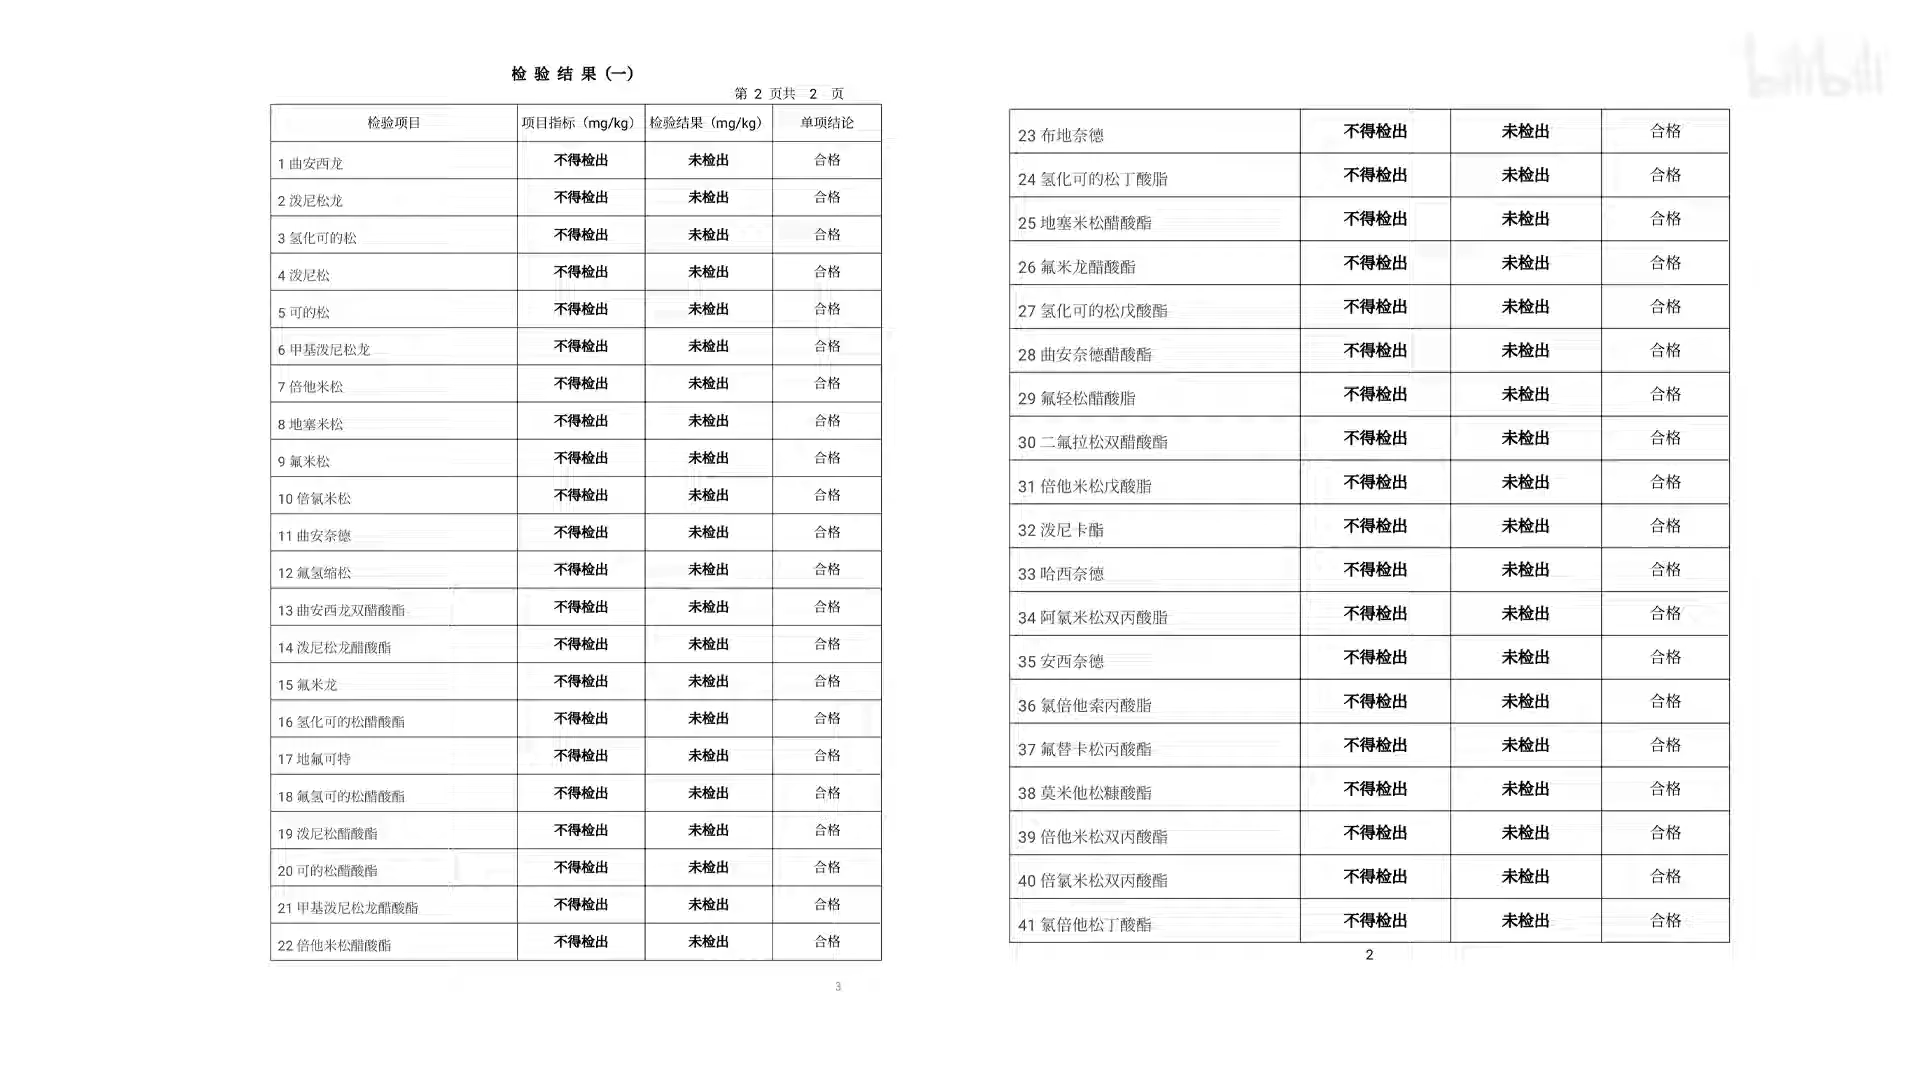 检 验 结 果 (一)
第 2 页共 2 页
检验项目 项目指标（mg/kg） 检验结果（mg/kg） 单项结论
1 曲安西龙 不得检出 未检出 合格
2 泼尼松龙 不得检出 未检出 合格
3 氢化可的松 不得检出 未检出 合格
4 泼尼松 不得检出 未检出 合格
5 可的松 不得检出 未检出 合格
6 甲基泼尼松龙 不得检出 未检出 合格
7 倍他米松 不得检出 未检出 合格
8 地塞米松 不得检出 未检出 合格
9 氟米松 不得检出 未检出 合格
10 倍氯米松 不得检出 未检出 合格
11 曲安奈德 不得检出 未检出 合格
12 氟氢缩松 不得检出 未检出 合格
13 曲安西龙双醋酸酯 不得检出 未检出 合格
14 泼尼松龙醋酸酯 不得检出 未检出 合格
15 氟米龙 不得检出 未检出 合格
16 氢化可的松醋酸酯 不得检出 未检出 合格
17 地氟可特 不得检出 未检出 合格
18 氟氢可的松醋酸酯 不得检出 未检出 合格
19 泼尼松醋酸酯 不得检出 未检出 合格
20 可的松醋酸酯 不得检出 未检出 合格
21 甲基泼尼松龙醋酸酯 不得检出 未检出 合格
22 倍他米松醋酸酯 不得检出 未检出 合格
3
23 布地奈德 不得检出 未检出 合格
24 氢化可的松丁酸脂 不得检出 未检出 合格
25 地塞米松醋酸酯 不得检出 未检出 合格
26 氟米龙醋酸酯 不得检出 未检出 合格
27 氢化可的松戊酸酯 不得检出 未检出 合格
28 曲安奈德醋酸酯 不得检出 未检出 合格
29 氟轻松醋酸脂 不得检出 未检出 合格
30 二氟拉松双醋酸酯 不得检出 未检出 合格
31 倍他米松戊酸脂 不得检出 未检出 合格
32 泼尼卡酯 不得检出 未检出 合格
33 哈西奈德 不得检出 未检出 合格
34 阿氯米松双丙酸脂 不得检出 未检出 合格
35 安西奈德 不得检出 未检出 合格
36 氯倍他索丙酸脂 不得检出 未检出 合格
37 氟替卡松丙酸酯 不得检出 未检出 合格
38 莫米他松糠酸酯 不得检出 未检出 合格
39 倍他米松双丙酸酯 不得检出 未检出 合格
40 倍氯米松双丙酸酯 不得检出 未检出 合格
41 氯倍他松丁酸酯 不得检出 未检出 合格
2
bilibili